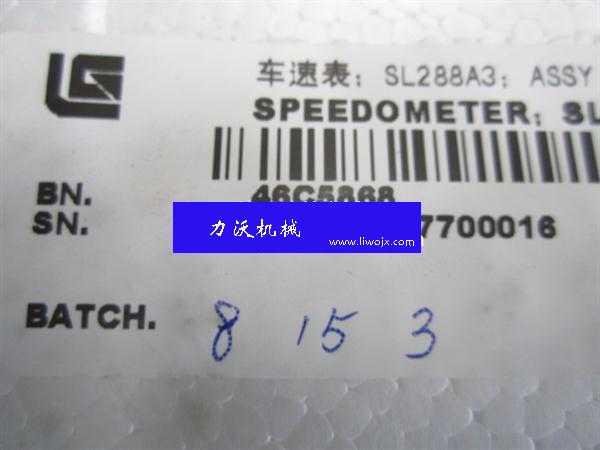 车速表; SL288A3; ASSY
SPEEDOMETER; SL
BN. 46C5868
SN. 7700016
力沃机械
www.liwojx.com
BATCH. 8 15 3